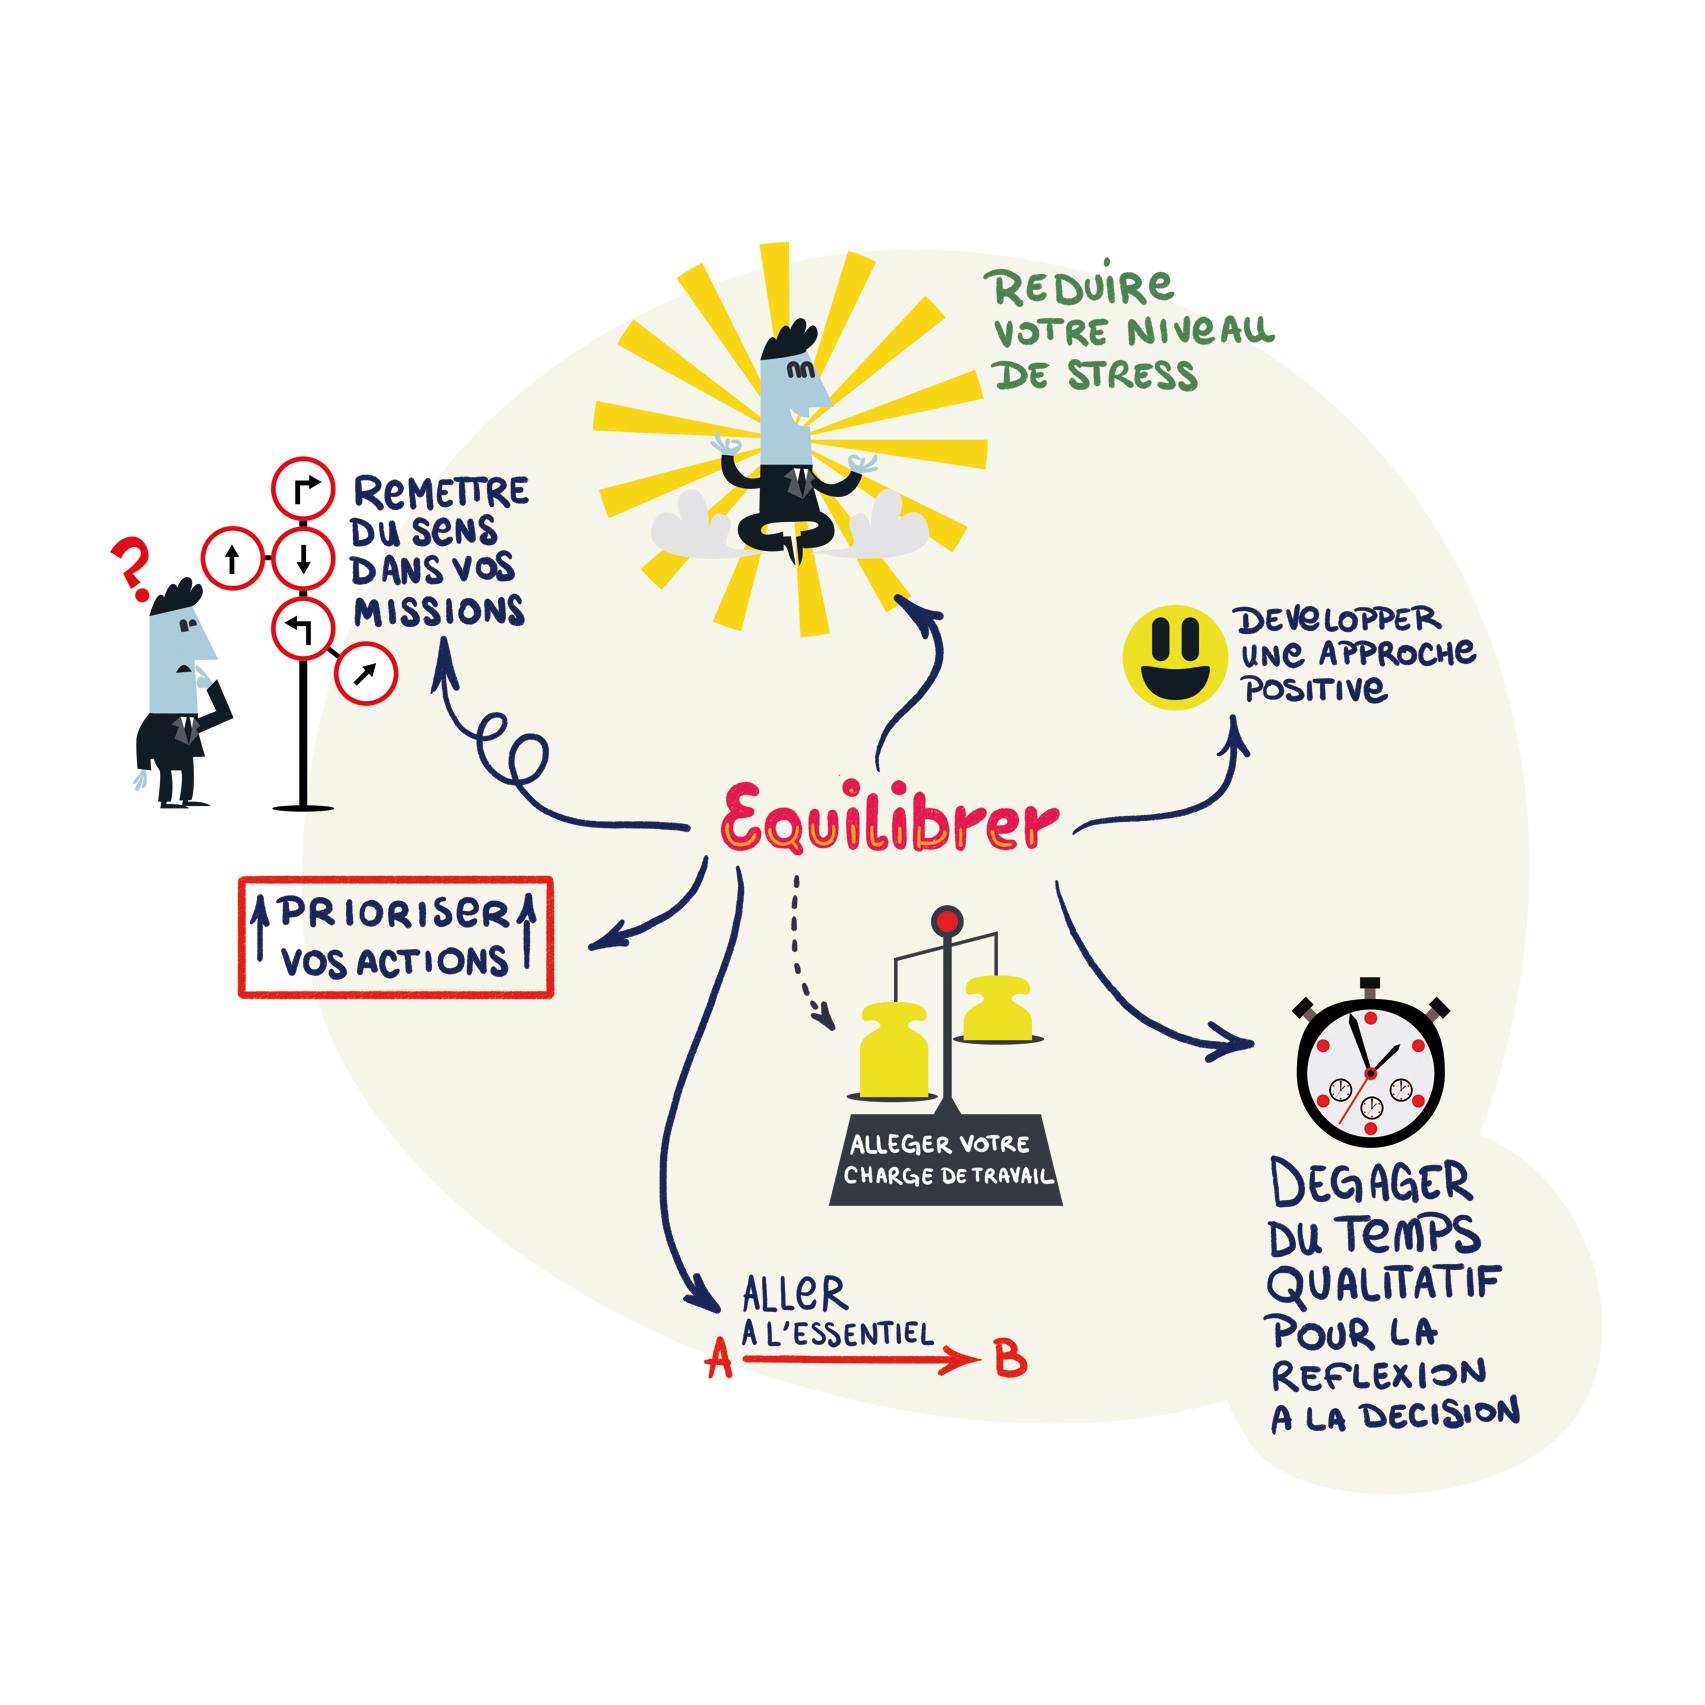 REDUIRE
VOTRE NIVEAU
DE STRESS
?
REMETTRE
DU SENS
DANS VOS
MISSIONS
DEVELOPPER
UNE APPROCHE
POSITIVE
Equilibrer
PRIORISER
VOS ACTIONS
ALLEGER VOTRE
CHARGE DE TRAVAIL
DEGAGER
DU TEMPS
QUALITATIF
POUR LA
REFLEXION
A LA DECISION
ALLER
A L'ESSENTIEL
A B